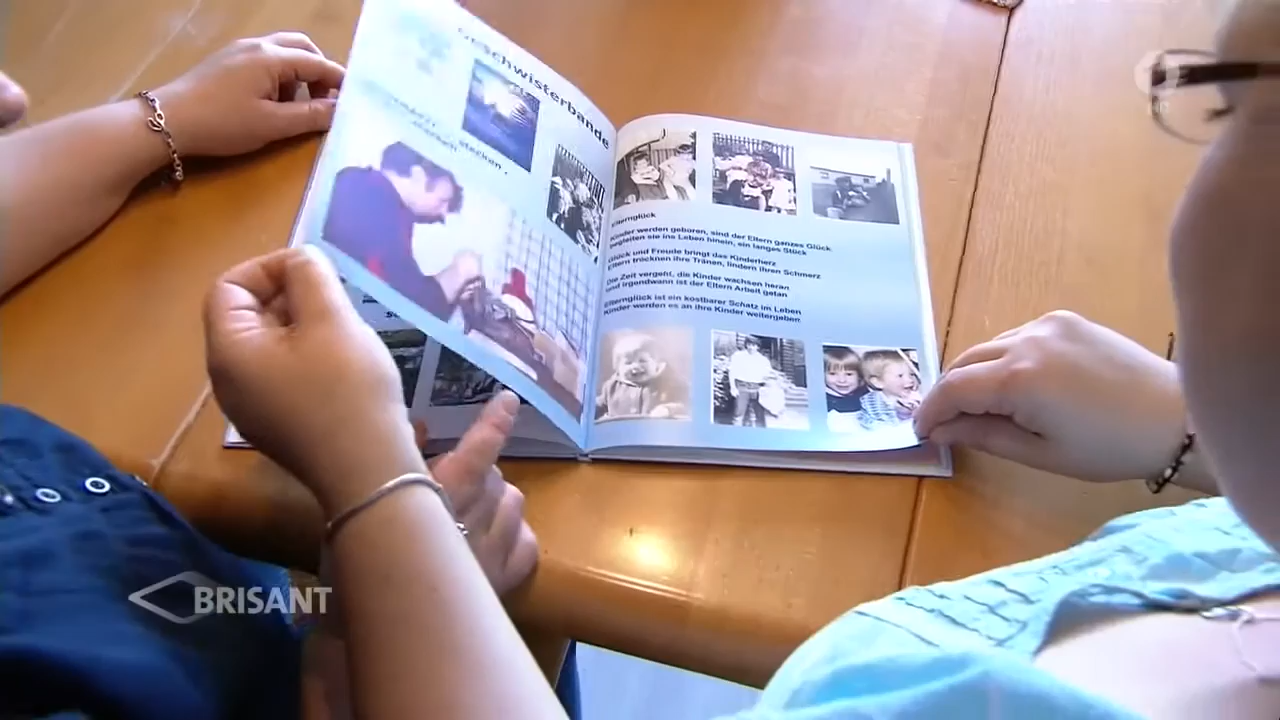 Geschwisterbande
stecken,
Elternglück
Kinder werden geboren, sind der Eltern ganzes Glück
begleiten sie ins Leben hinein, ein langes Stück
Glück und Freude bringt das Kinderherz
Eltern trocknen ihre Tränen, lindern ihren Schmerz
Die Zeit vergeht, die Kinder wachsen heran
und irgendwann ist der Eltern Arbeit getan
Elternglück ist ein kostbarer Schatz im Leben
Kinder werden es an ihre Kinder weitergeben
BRISANT